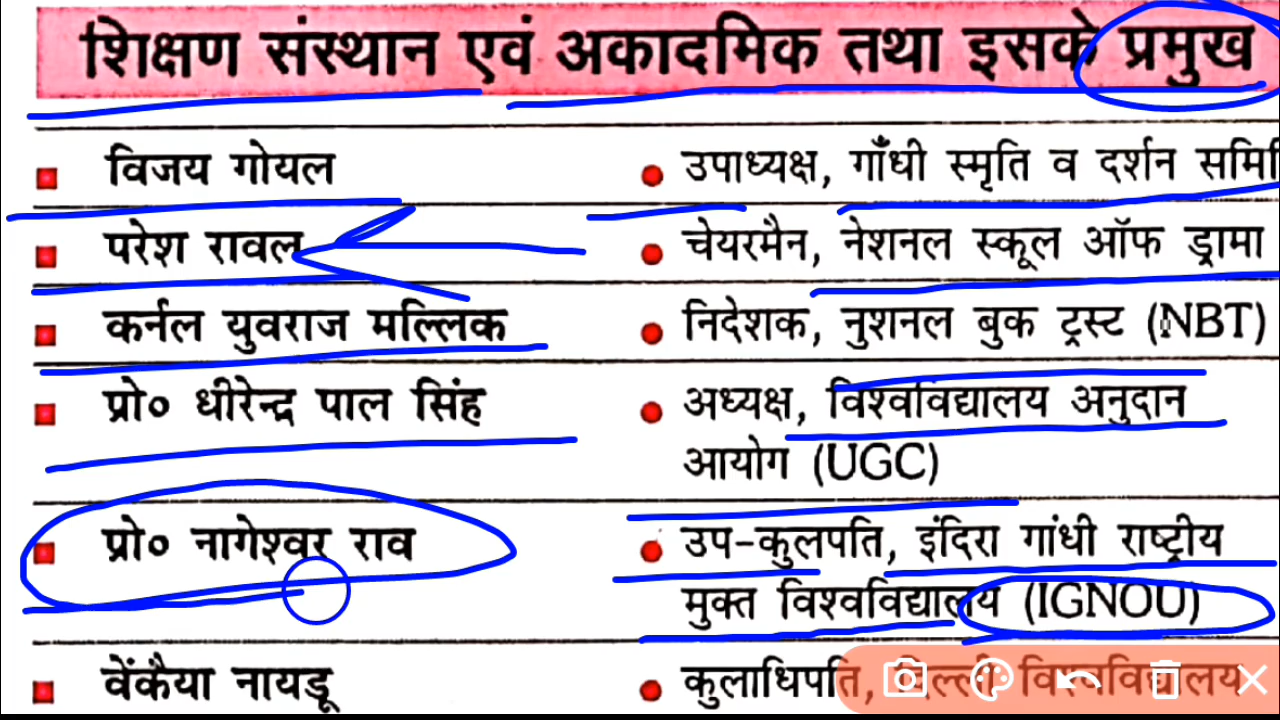 शिक्षण संस्थान एवं अकादमिक तथा इसके प्रमुख
विजय गोयल
उपाध्यक्ष, गाँधी स्मृति व दर्शन समिति
परेश रावल
चेयरमैन, नेशनल स्कूल ऑफ ड्रामा
कर्नल युवराज मल्लिक
निदेशक, नुशनल बुक ट्रस्ट (NBT)
प्रो० धीरेन्द्र पाल सिंह
अध्यक्ष, विश्वविद्यालय अनुदान
आयोग (UGC)
प्रो० नागेश्वर राव
उप-कुलपति, इंदिरा गांधी राष्ट्रीय
मुक्त विश्वविद्यालय (IGNOU)
वेंकैया नायडू
कुलाधिपति, दिल्ली विश्वविद्यालय